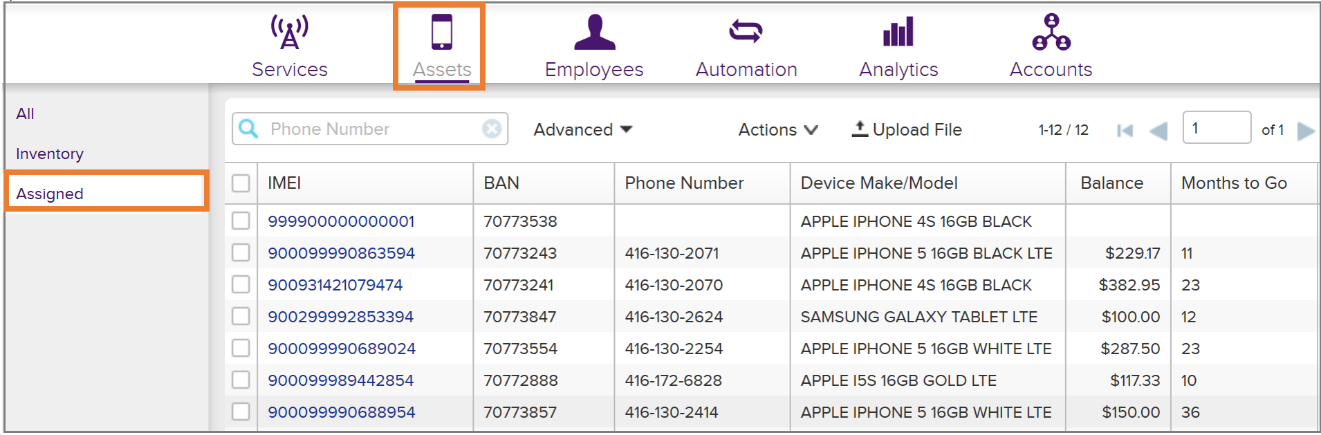 Services Assets Employees Automation Analytics Accounts
All
Inventory
Assigned
Phone Number Advanced Actions Upload File 1-12 / 12 1 of 1
IMEI BAN Phone Number Device Make/Model Balance Months to Go
999900000000001 70773538 APPLE IPHONE 4S 16GB BLACK
900099990863594 70773243 416-130-2071 APPLE IPHONE 5 16GB BLACK LTE $229.17 11
900931421079474 70773241 416-130-2070 APPLE IPHONE 4S 16GB BLACK $382.95 23
900299992853394 70773847 416-130-2624 SAMSUNG GALAXY TABLET LTE $100.00 12
900099990689024 70773554 416-130-2254 APPLE IPHONE 5 16GB WHITE LTE $287.50 23
900099989442854 70772888 416-172-6828 APPLE I5S 16GB GOLD LTE $117.33 10
900099990688954 70773857 416-130-2414 APPLE IPHONE 5 16GB WHITE LTE $150.00 36